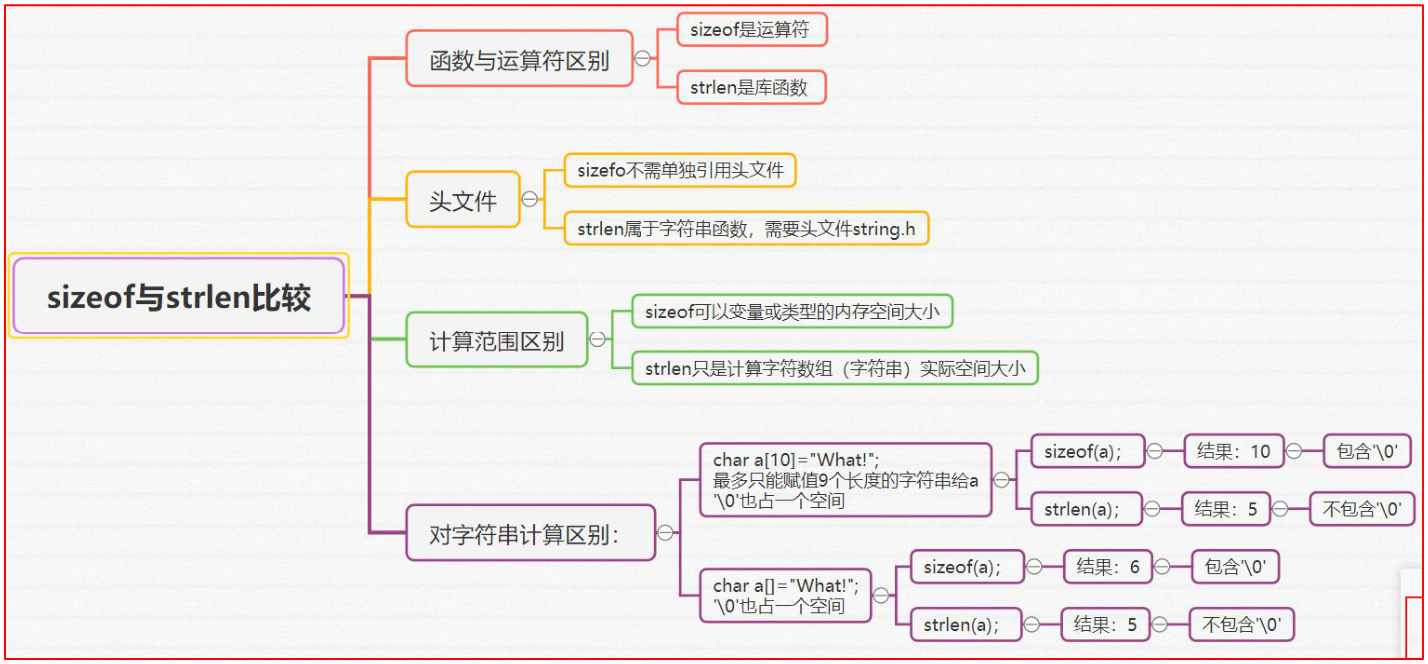 sizeof与strlen比较
函数与运算符区别
sizeof是运算符
strlen是库函数
头文件
sizefo不需单独引用头文件
strlen属于字符串函数，需要头文件string.h
计算范围区别
sizeof可以变量或类型的内存空间大小
strlen只是计算字符数组（字符串）实际空间大小
对字符串计算区别：
char a[10]="What!";
最多只能赋值9个长度的字符串给a
'\0'也占一个空间
sizeof(a);
结果：10
包含'\0'
strlen(a);
结果：5
不包含'\0'
char a[]="What!";
'\0'也占一个空间
sizeof(a);
结果：6
包含'\0'
strlen(a);
结果：5
不包含'\0'